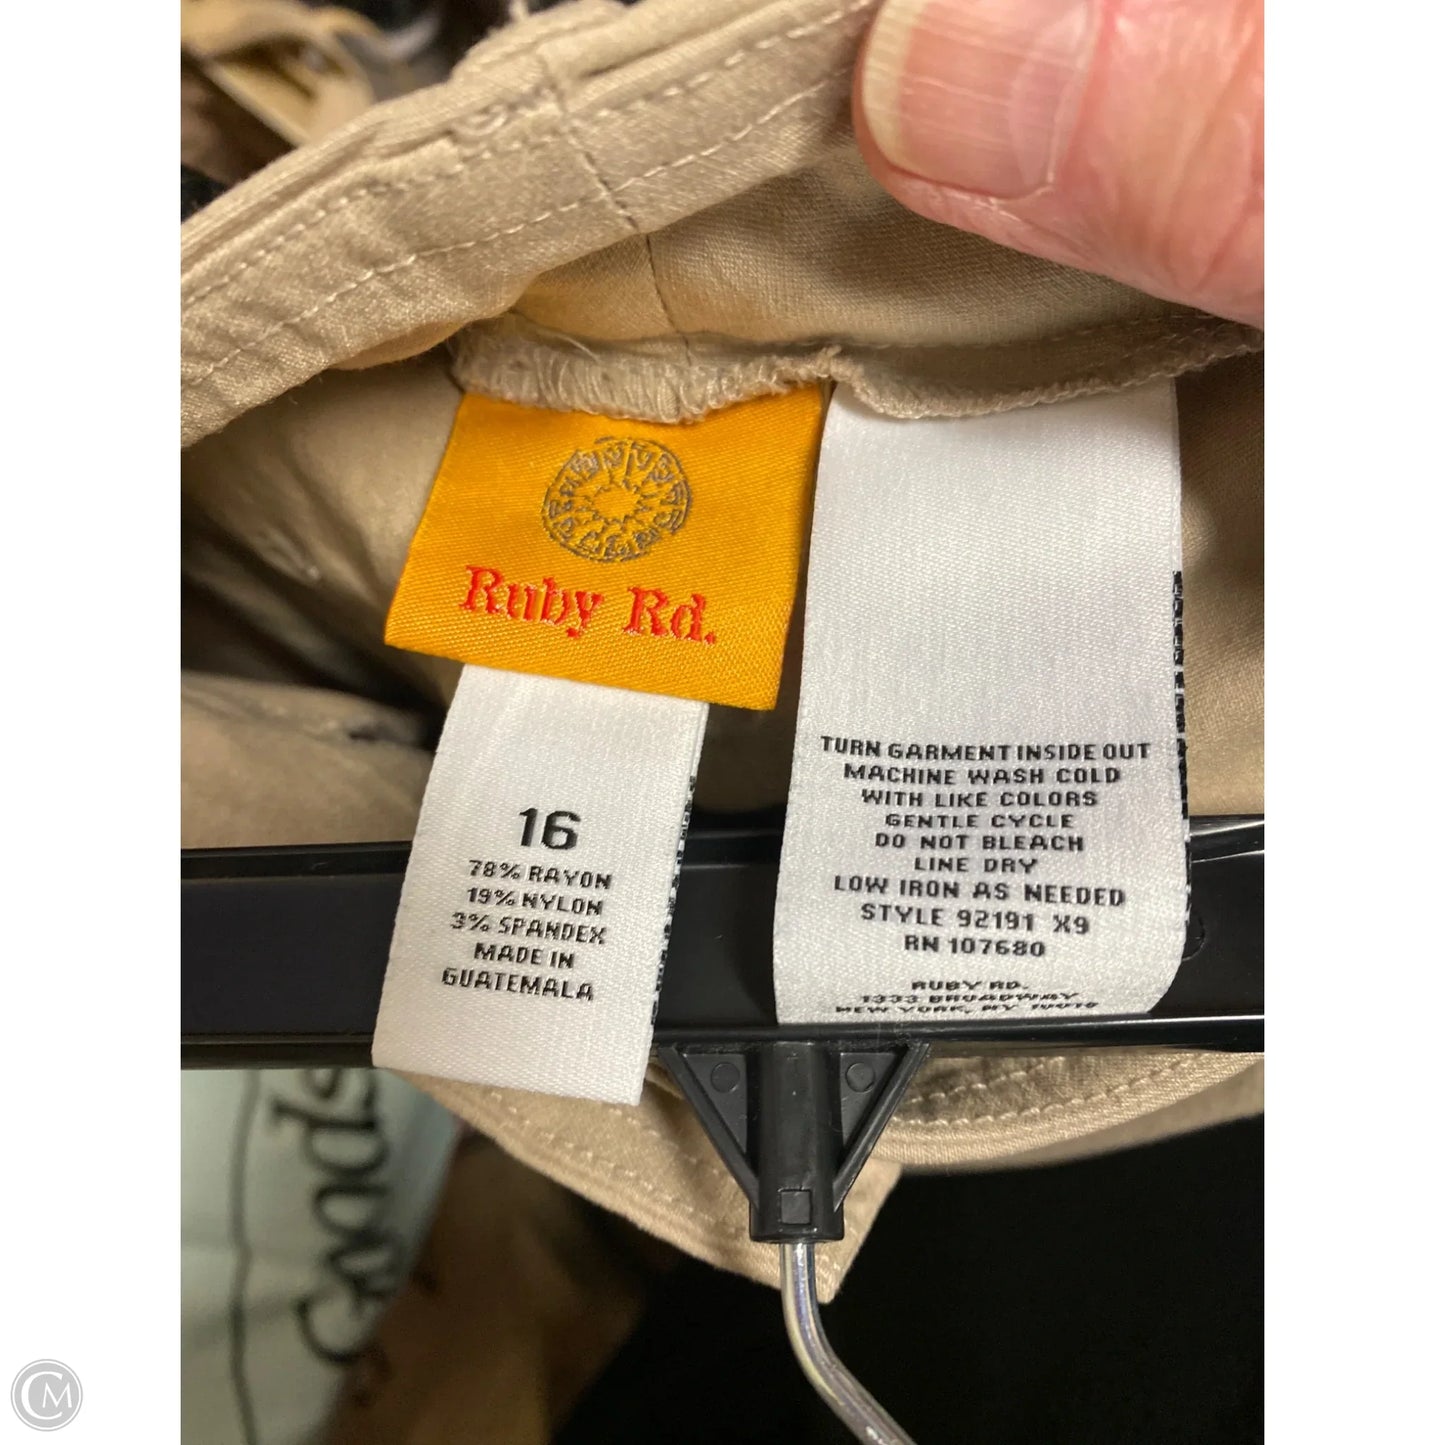 Ruby Rd.
16
78% RAYON
19% NYLON
3% SPANDEX
MADE IN
GUATEMALA
TURN GARMENT INSIDE OUT
MACHINE WASH COLD
WITH LIKE COLORS
GENTLE CYCLE
DO NOT BLEACH
LINE DRY
LOW IRON AS NEEDED
STYLE 92191 X9
RN 107680
RUBY RD.
1333 BROADWAY
NEW YORK, NY 10018
Goods
CM